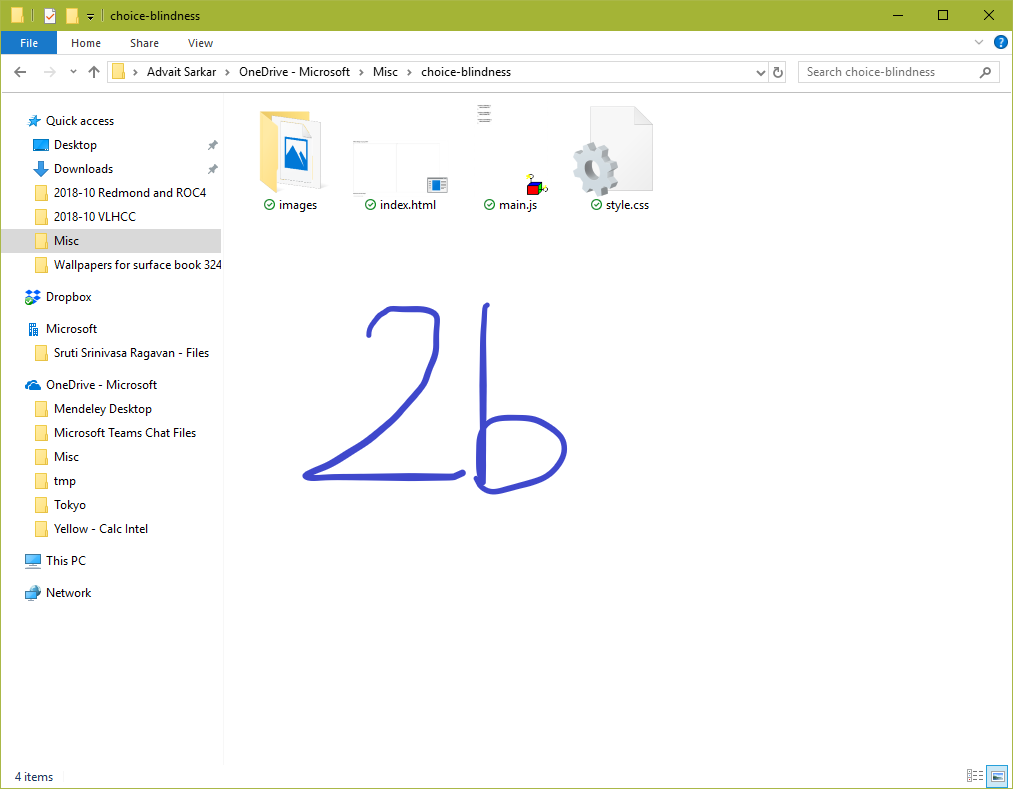 choice-blindness
File Home Share View
Advait Sarkar OneDrive - Microsoft Misc choice-blindness Search choice-blindness
Quick access
Desktop
Downloads
2018-10 Redmond and ROC4
2018-10 VLHCC
Misc
Wallpapers for surface book 324
Dropbox
Microsoft
Sruti Srinivasa Ragavan - Files
OneDrive - Microsoft
Mendeley Desktop
Microsoft Teams Chat Files
Misc
tmp
Tokyo
Yellow - Calc Intel
This PC
Network
images index.html main.js style.css
2b
4 items